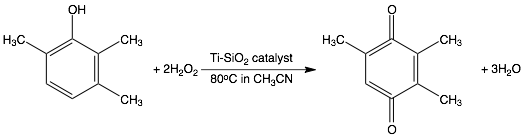 OH
H₃C
CH₃
CH₃
+ 2H₂O₂
Ti-SiO₂ catalyst
80ºC in CH₃CN
O
H₃C
CH₃
CH₃
O
+ 3H₂O